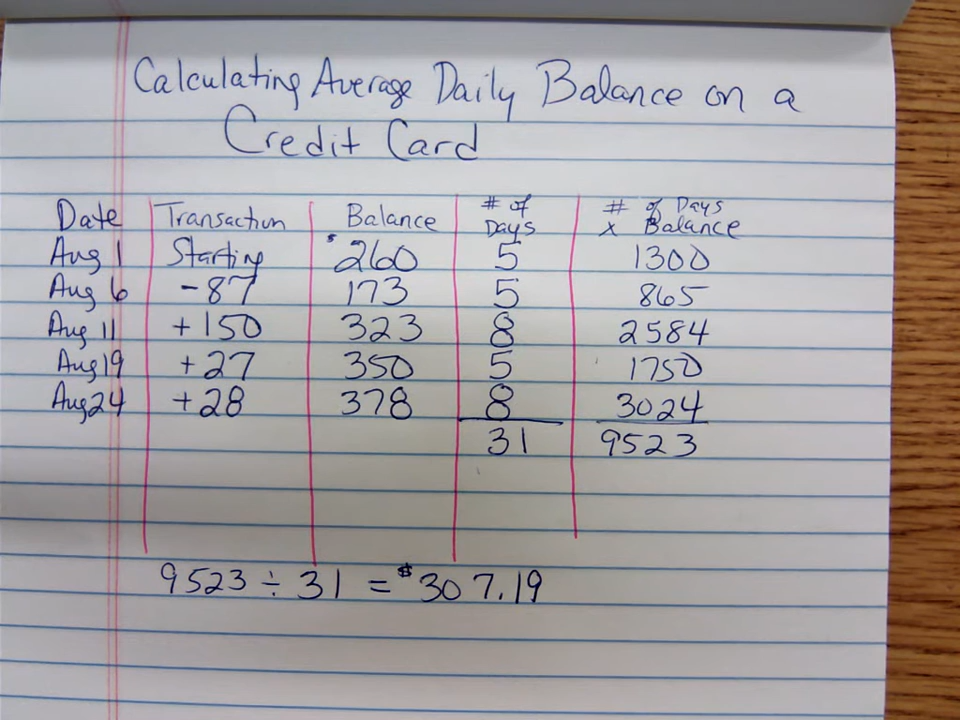 Calculating Average Daily Balance on a
Credit Card
Date Transaction Balance # of Days # of Days x Balance
Aug 1 Starting $260 5 1300
Aug 6 -87 173 5 865
Aug 11 +150 323 8 2584
Aug 19 +27 350 5 1750
Aug 24 +28 378 8 3024
31 9523
9523 ÷ 31 = $307.19